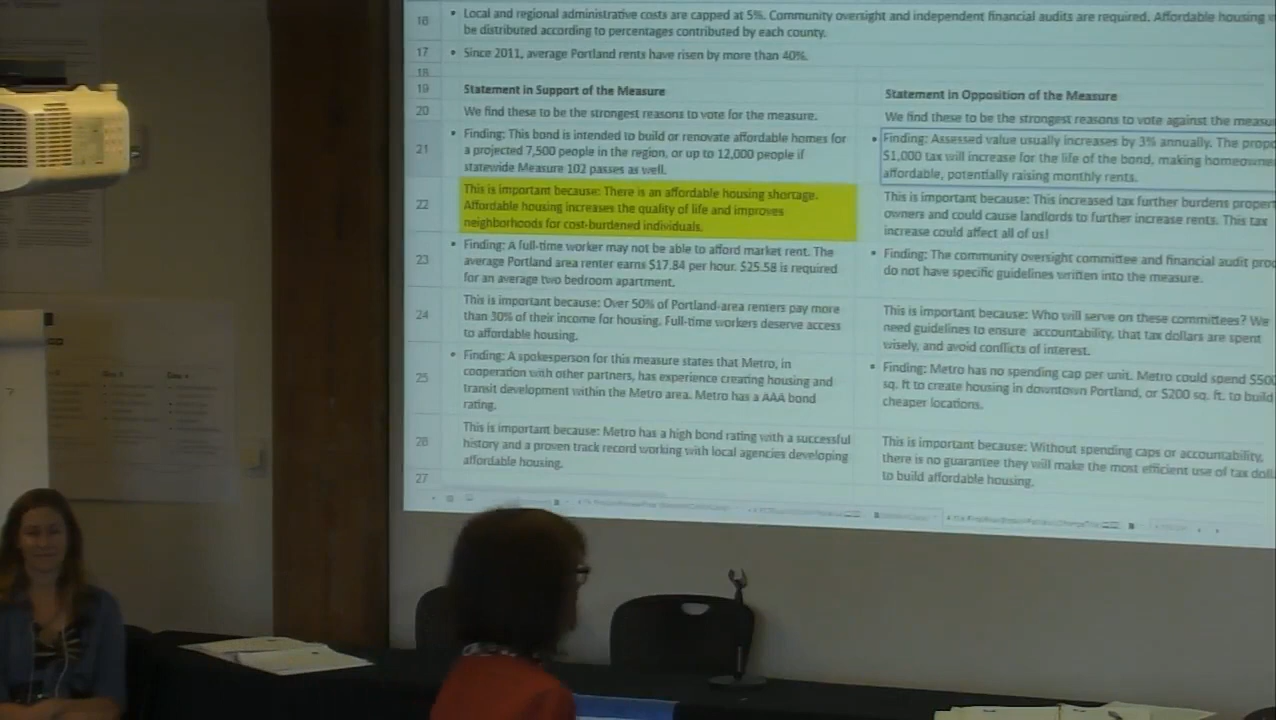 16
Local and regional administrative costs are capped at 5%. Community oversight and independent financial audits are required. Affordable housing
be distributed according to percentages contributed by each county.
17
Since 2011, average Portland rents have risen by more than 40%.
18
19
Statement in Support of the Measure
20
We find these to be the strongest reasons to vote for the measure.
21
Finding: This bond is intended to build or renovate affordable homes for
a projected 7,500 people in the region, or up to 12,000 people if
statewide Measure 102 passes as well.
22
This is important because: There is an affordable housing shortage.
Affordable housing increases the quality of life and improves
neighborhoods for cost-burdened individuals.
23
Finding: A full-time worker may not be able to afford market rent. The
average Portland area renter earns $17.84 per hour. $25.58 is required
for an average two bedroom apartment.
24
This is important because: Over 50% of Portland-area renters pay more
than 30% of their income for housing. Full-time workers deserve access
to affordable housing.
25
Finding: A spokesperson for this measure states that Metro, in
cooperation with other partners, has experience creating housing and
transit development within the Metro area. Metro has a AAA bond
rating.
26
This is important because: Metro has a high bond rating with a successful
history and a proven track record working with local agencies developing
affordable housing.
27
Statement in Opposition of the Measure
We find these to be the strongest reasons to vote against the measu
Finding: Assessed value usually increases by 3% annually. The propo
$1,000 tax will increase for the life of the bond, making homeowne
affordable, potentially raising monthly rents.
This is important because: This increased tax further burdens propert
owners and could cause landlords to further increase rents. This tax
increase could affect all of us!
Finding: The community oversight committee and financial audit proc
do not have specific guidelines written into the measure.
This is important because: Who will serve on these committees? We
need guidelines to ensure accountability, that tax dollars are spent
wisely, and avoid conflicts of interest.
Finding: Metro has no spending cap per unit. Metro could spend $500
sq. ft to create housing in downtown Portland, or $200 sq. ft. to build
cheaper locations.
This is important because: Without spending caps or accountability,
there is no guarantee they will make the most efficient use of tax doll
to build affordable housing.